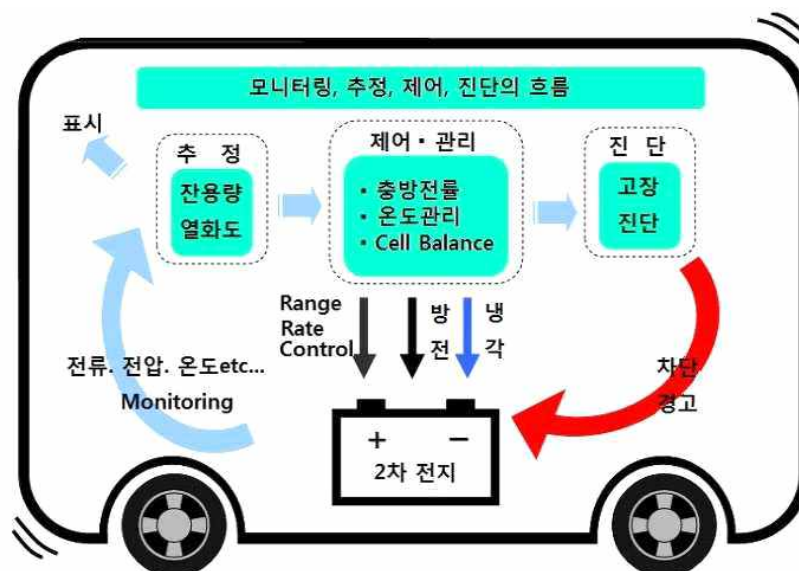 모니터링, 추정, 제어, 진단의 흐름
표시
추 정
잔용량
열화도
제어 · 관리
· 충방전률
· 온도관리
· Cell Balance
진 단
고장
진단
Range
Rate
Control
방
전
냉
각
전류. 전압. 온도etc...
Monitoring
차단
경고
+ −
2차 전지